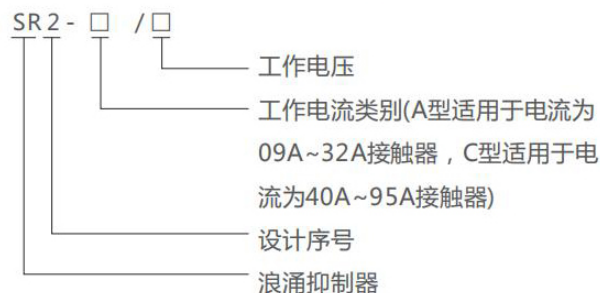 SR2-□ /□
工作电压
工作电流类别(A型适用于电流为
09A~32A接触器，C型适用于电
流为40A~95A接触器)
设计序号
浪涌抑制器